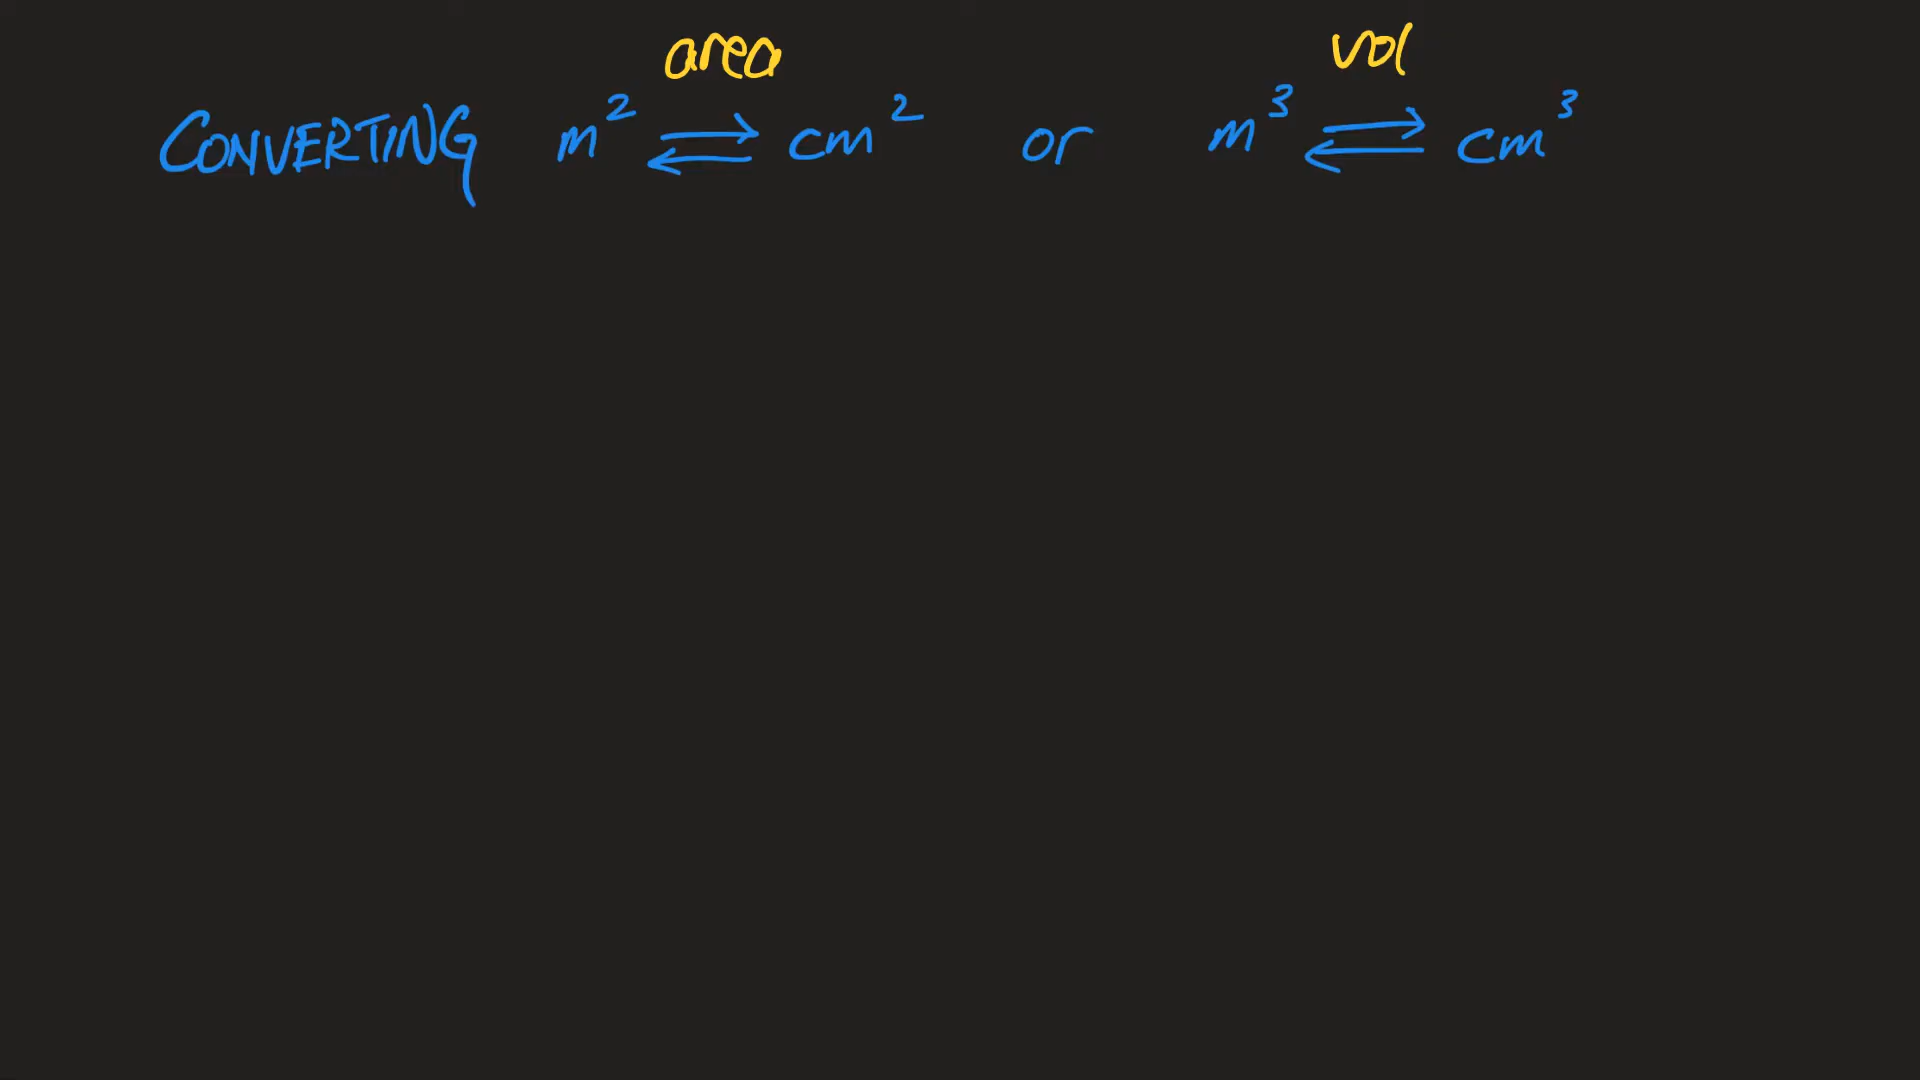 area vol
CONVERTING m² ⇄ cm² or m³ ⇄ cm³